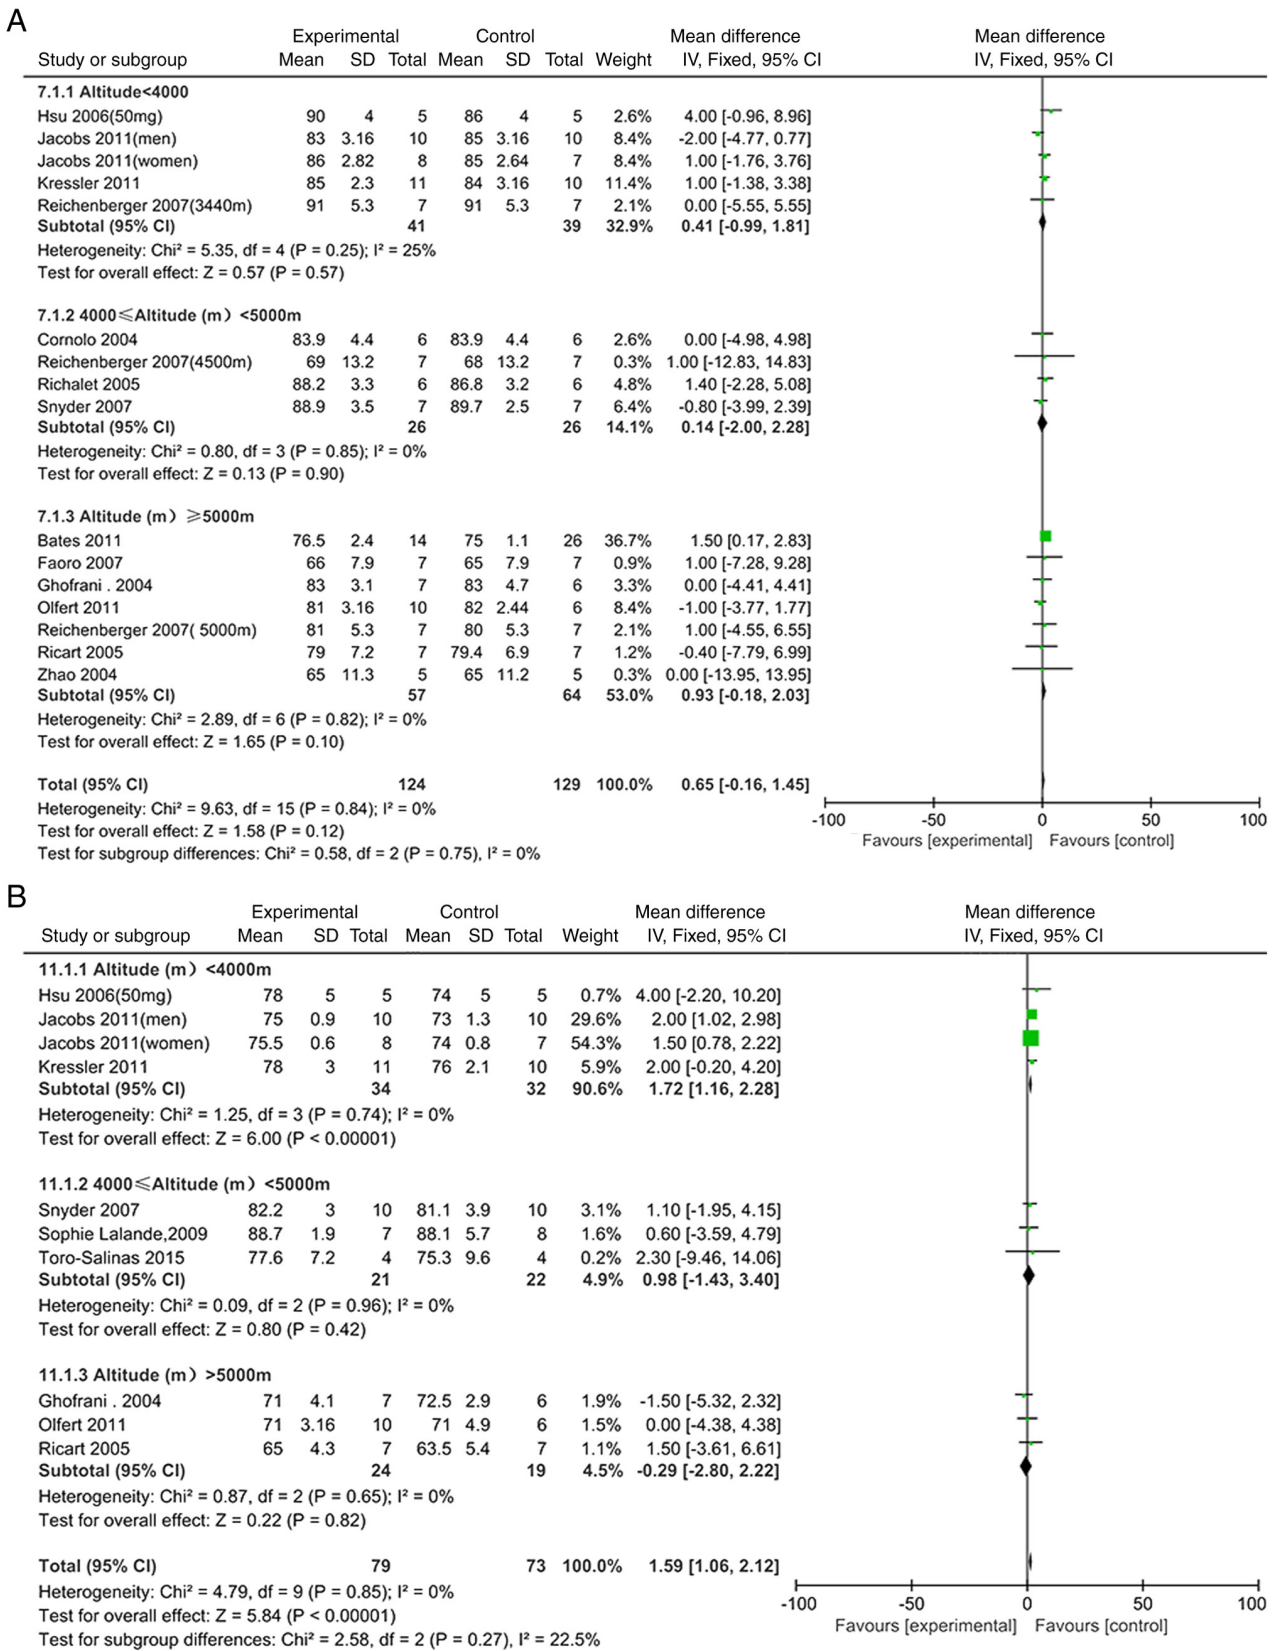 A
Experimental Control Mean difference Mean difference
Study or subgroup Mean SD Total Mean SD Total Weight IV, Fixed, 95% CI IV, Fixed, 95% CI
7.1.1 Altitude<4000
Hsu 2006(50mg) 90 4 5 86 4 5 2.6% 4.00 [-0.96, 8.96]
Jacobs 2011(men) 83 3.16 10 85 3.16 10 8.4% -2.00 [-4.77, 0.77]
Jacobs 2011(women) 86 2.82 8 85 2.64 7 8.4% 1.00 [-1.76, 3.76]
Kressler 2011 85 2.3 11 84 3.16 10 11.4% 1.00 [-1.38, 3.38]
Reichenberger 2007(3440m) 91 5.3 7 91 5.3 7 2.1% 0.00 [-5.55, 5.55]
Subtotal (95% CI) 41 39 32.9% 0.41 [-0.99, 1.81]
Heterogeneity: Chi² = 5.35, df = 4 (P = 0.25); I² = 25%
Test for overall effect: Z = 0.57 (P = 0.57)
7.1.2 4000≤Altitude (m）<5000m
Cornolo 2004 83.9 4.4 6 83.9 4.4 6 2.6% 0.00 [-4.98, 4.98]
Reichenberger 2007(4500m) 69 13.2 7 68 13.2 7 0.3% 1.00 [-12.83, 14.83]
Richalet 2005 88.2 3.3 6 86.8 3.2 6 4.8% 1.40 [-2.28, 5.08]
Snyder 2007 88.9 3.5 7 89.7 2.5 7 6.4% -0.80 [-3.99, 2.39]
Subtotal (95% CI) 26 26 14.1% 0.14 [-2.00, 2.28]
Heterogeneity: Chi² = 0.80, df = 3 (P = 0.85); I² = 0%
Test for overall effect: Z = 0.13 (P = 0.90)
7.1.3 Altitude (m）≥5000m
Bates 2011 76.5 2.4 14 75 1.1 26 36.7% 1.50 [0.17, 2.83]
Faoro 2007 66 7.9 7 65 7.9 7 0.9% 1.00 [-7.28, 9.28]
Ghofrani . 2004 83 3.1 7 83 4.7 6 3.3% 0.00 [-4.41, 4.41]
Olfert 2011 81 3.16 10 82 2.44 6 8.4% -1.00 [-3.77, 1.77]
Reichenberger 2007( 5000m) 81 5.3 7 80 5.3 7 2.1% 1.00 [-4.55, 6.55]
Ricart 2005 79 7.2 7 79.4 6.9 7 1.2% -0.40 [-7.79, 6.99]
Zhao 2004 65 11.3 5 65 11.2 5 0.3% 0.00 [-13.95, 13.95]
Subtotal (95% CI) 57 64 53.0% 0.93 [-0.18, 2.03]
Heterogeneity: Chi² = 2.89, df = 6 (P = 0.82); I² = 0%
Test for overall effect: Z = 1.65 (P = 0.10)
Total (95% CI) 124 129 100.0% 0.65 [-0.16, 1.45]
Heterogeneity: Chi² = 9.63, df = 15 (P = 0.84); I² = 0%
Test for overall effect: Z = 1.58 (P = 0.12)
Test for subgroup differences: Chi² = 0.58, df = 2 (P = 0.75), I² = 0%
-100 -50 0 50 100
Favours [experimental] Favours [control]
B
Experimental Control Mean difference Mean difference
Study or subgroup Mean SD Total Mean SD Total Weight IV, Fixed, 95% CI IV, Fixed, 95% CI
11.1.1 Altitude (m）<4000m
Hsu 2006(50mg) 78 5 5 74 5 5 0.7% 4.00 [-2.20, 10.20]
Jacobs 2011(men) 75 0.9 10 73 1.3 10 29.6% 2.00 [1.02, 2.98]
Jacobs 2011(women) 75.5 0.6 8 74 0.8 7 54.3% 1.50 [0.78, 2.22]
Kressler 2011 78 3 11 76 2.1 10 5.9% 2.00 [-0.20, 4.20]
Subtotal (95% CI) 34 32 90.6% 1.72 [1.16, 2.28]
Heterogeneity: Chi² = 1.25, df = 3 (P = 0.74); I² = 0%
Test for overall effect: Z = 6.00 (P < 0.00001)
11.1.2 4000≤Altitude (m）<5000m
Snyder 2007 82.2 3 10 81.1 3.9 10 3.1% 1.10 [-1.95, 4.15]
Sophie Lalande,2009 88.7 1.9 7 88.1 5.7 8 1.6% 0.60 [-3.59, 4.79]
Toro-Salinas 2015 77.6 7.2 4 75.3 9.6 4 0.2% 2.30 [-9.46, 14.06]
Subtotal (95% CI) 21 22 4.9% 0.98 [-1.43, 3.40]
Heterogeneity: Chi² = 0.09, df = 2 (P = 0.96); I² = 0%
Test for overall effect: Z = 0.80 (P = 0.42)
11.1.3 Altitude (m）>5000m
Ghofrani . 2004 71 4.1 7 72.5 2.9 6 1.9% -1.50 [-5.32, 2.32]
Olfert 2011 71 3.16 10 71 4.9 6 1.5% 0.00 [-4.38, 4.38]
Ricart 2005 65 4.3 7 63.5 5.4 7 1.1% 1.50 [-3.61, 6.61]
Subtotal (95% CI) 24 19 4.5% -0.29 [-2.80, 2.22]
Heterogeneity: Chi² = 0.87, df = 2 (P = 0.65); I² = 0%
Test for overall effect: Z = 0.22 (P = 0.82)
Total (95% CI) 79 73 100.0% 1.59 [1.06, 2.12]
Heterogeneity: Chi² = 4.79, df = 9 (P = 0.85); I² = 0%
Test for overall effect: Z = 5.84 (P < 0.00001)
Test for subgroup differences: Chi² = 2.58, df = 2 (P = 0.27), I² = 22.5%
-100 -50 0 50 100
Favours [experimental] Favours [control]